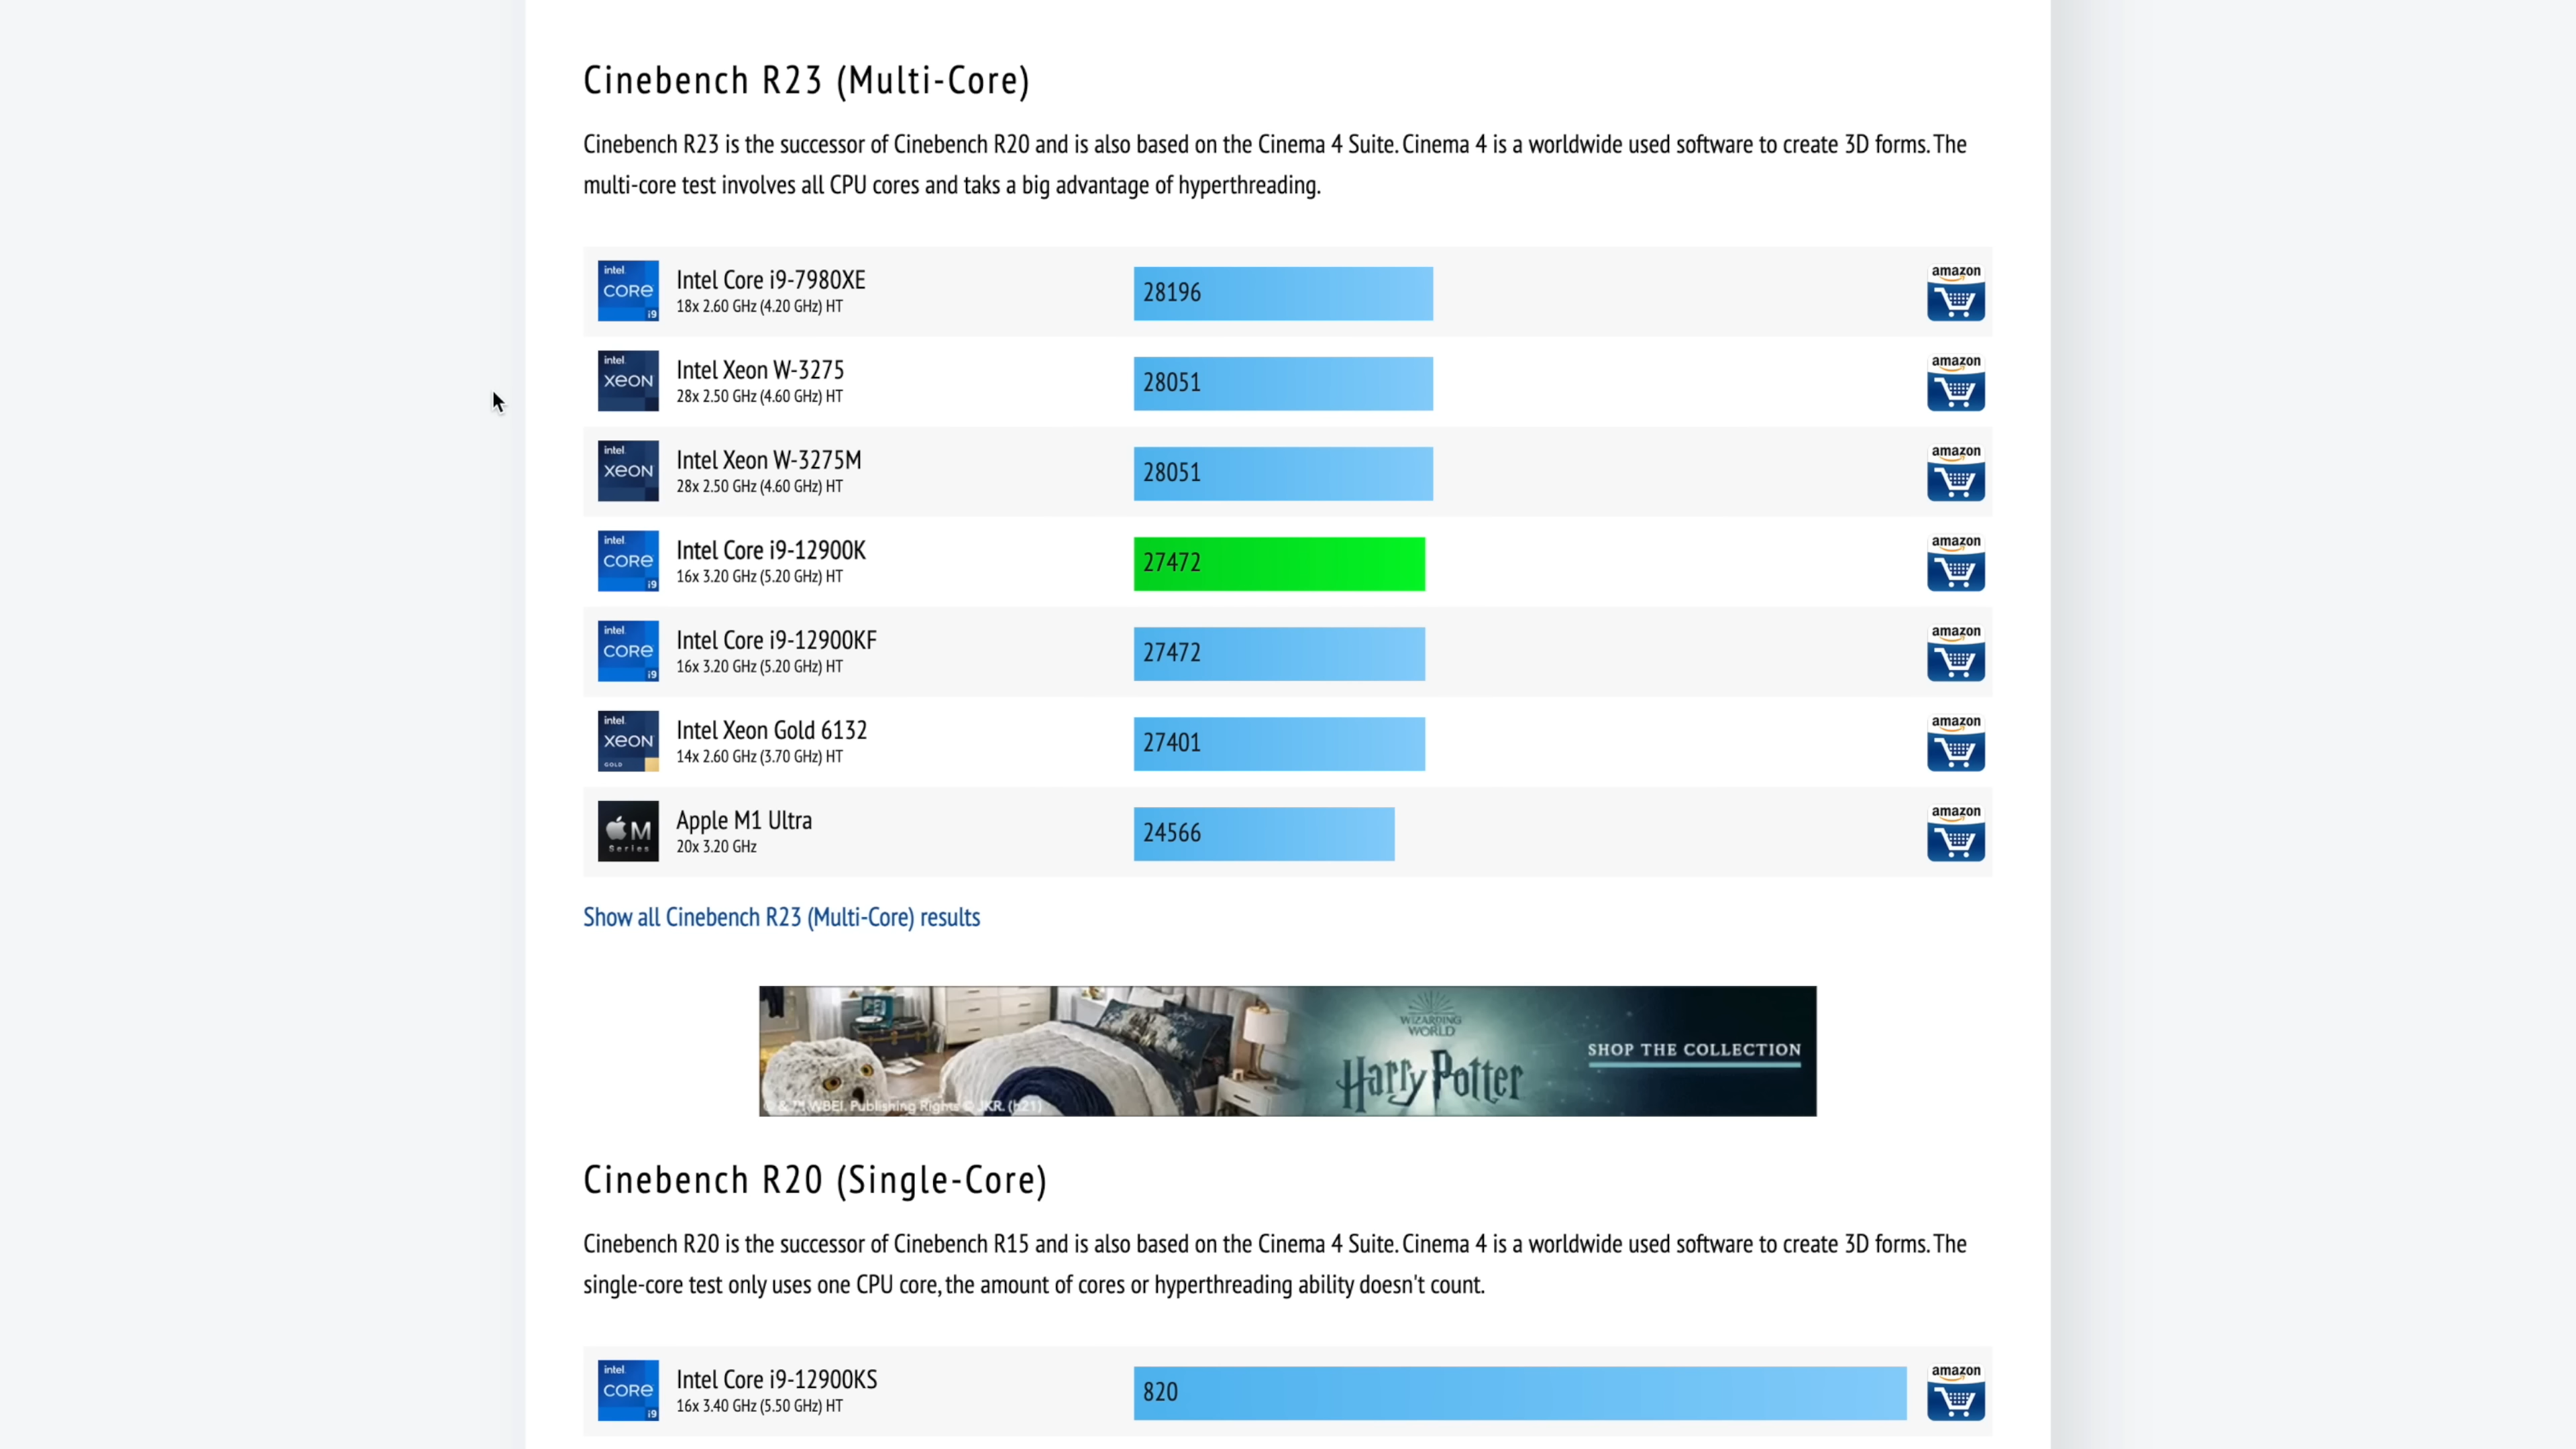 Cinebench R23 (Multi-Core)
Cinebench R23 is the successor of Cinebench R20 and is also based on the Cinema 4 Suite. Cinema 4 is a worldwide used software to create 3D forms. The
multi-core test involves all CPU cores and taks a big advantage of hyperthreading.
intel
CORE
i9
Intel Core i9-7980XE
18x 2.60 GHz (4.20 GHz) HT
28196
amazon
intel
XEON
Intel Xeon W-3275
28x 2.50 GHz (4.60 GHz) HT
28051
amazon
intel
XEON
Intel Xeon W-3275M
28x 2.50 GHz (4.60 GHz) HT
28051
amazon
intel
CORE
i9
Intel Core i9-12900K
16x 3.20 GHz (5.20 GHz) HT
27472
amazon
intel
CORE
i9
Intel Core i9-12900KF
16x 3.20 GHz (5.20 GHz) HT
27472
amazon
intel
XEON
GOLD
Intel Xeon Gold 6132
14x 2.60 GHz (3.70 GHz) HT
27401
amazon
M
Series
Apple M1 Ultra
20x 3.20 GHz
24566
amazon
Show all Cinebench R23 (Multi-Core) results
WIZARDING
WORLD
Harry Potter
SHOP THE COLLECTION
© & ™ WBEI. Publishing Rights © JKR. (h21)
Cinebench R20 (Single-Core)
Cinebench R20 is the successor of Cinebench R15 and is also based on the Cinema 4 Suite. Cinema 4 is a worldwide used software to create 3D forms. The
single-core test only uses one CPU core, the amount of cores or hyperthreading ability doesn't count.
intel
CORE
i9
Intel Core i9-12900KS
16x 3.40 GHz (5.50 GHz) HT
820
amazon